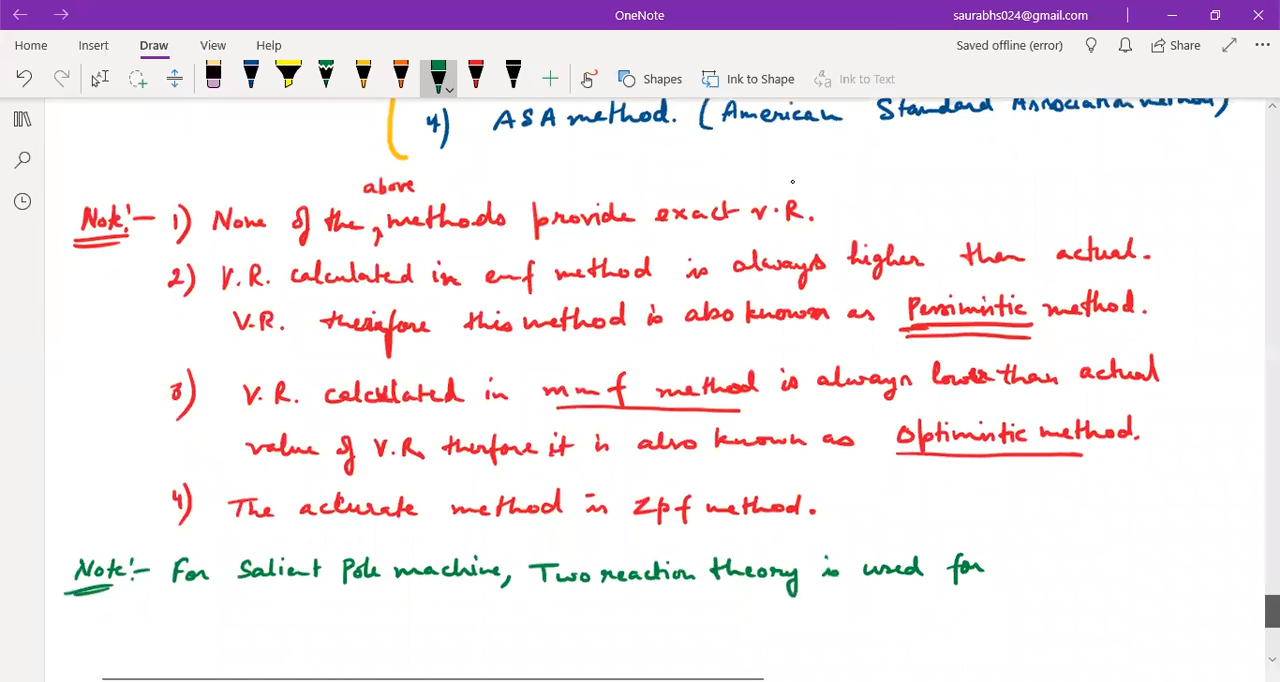 OneNote
saurabhs024@gmail.com
Home Insert Draw View Help
Saved offline (error) Share
Shapes Ink to Shape Ink to Text
4) ASA method. (American Standard Association method)
above
Note:- 1) None of the methods provide exact V.R.
2) V.R. calculated in emf method is always higher than actual.
V.R. therefore this method is also known as Pessimistic method.
3) V.R. calculated in mmf method is always lower than actual
value of V.R. therfore it is also known as Optimistic method.
4) The accurate method is Zpf method.
Note:- For Salient Pole machine, Two reaction theory is used for